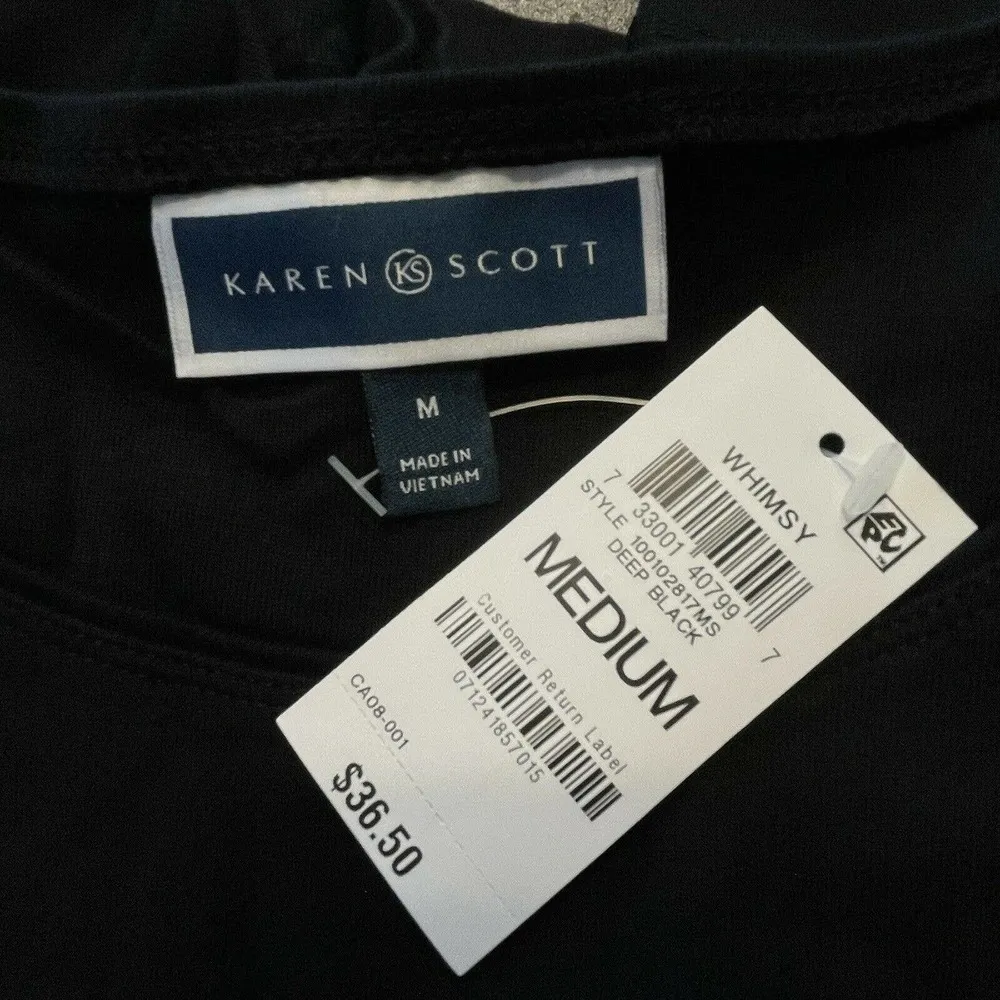 KAREN KS SCOTT
M
MADE IN
VIETNAM
WHIMSY
EPC™
7 33001 40799 7
STYLE 100102817MS
DEEP BLACK
MEDIUM
Customer Return Label
071241857015
CA08-001
$36.50